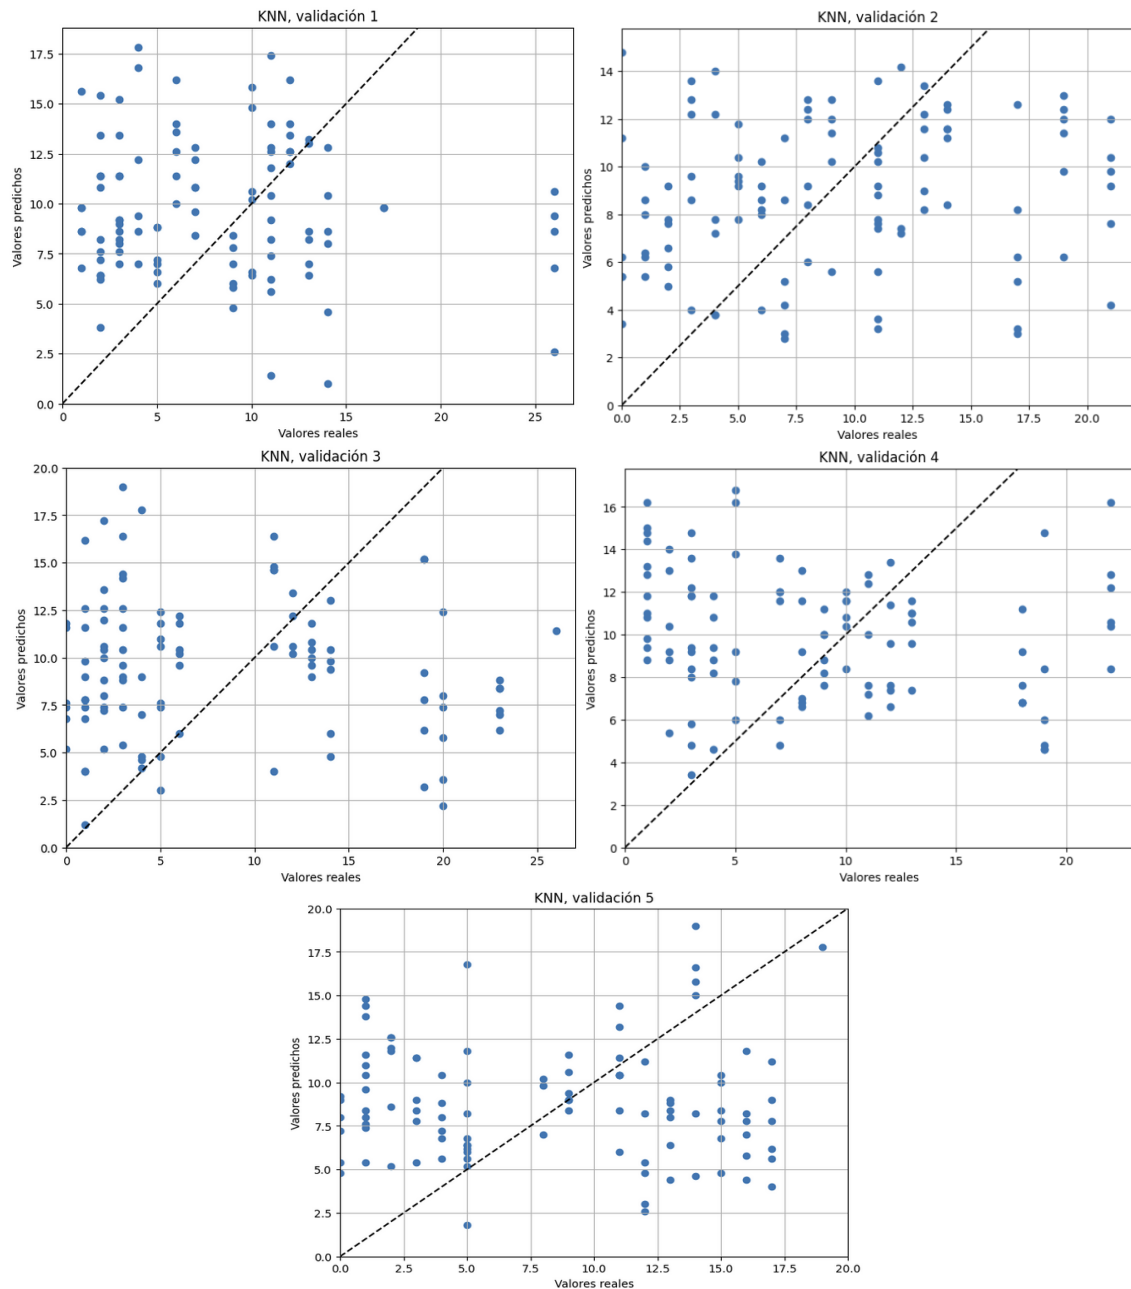 KNN, validación 1
Valores predichos
17.5
15.0
12.5
10.0
7.5
5.0
2.5
0.0
0 5 10 15 20 25
Valores reales
KNN, validación 2
Valores predichos
14
12
10
8
6
4
2
0
0.0 2.5 5.0 7.5 10.0 12.5 15.0 17.5 20.0
Valores reales
KNN, validación 3
Valores predichos
20.0
17.5
15.0
12.5
10.0
7.5
5.0
2.5
0.0
0 5 10 15 20 25
Valores reales
KNN, validación 4
Valores predichos
16
14
12
10
8
6
4
2
0
0 5 10 15 20
Valores reales
KNN, validación 5
Valores predichos
20.0
17.5
15.0
12.5
10.0
7.5
5.0
2.5
0.0
0.0 2.5 5.0 7.5 10.0 12.5 15.0 17.5 20.0
Valores reales